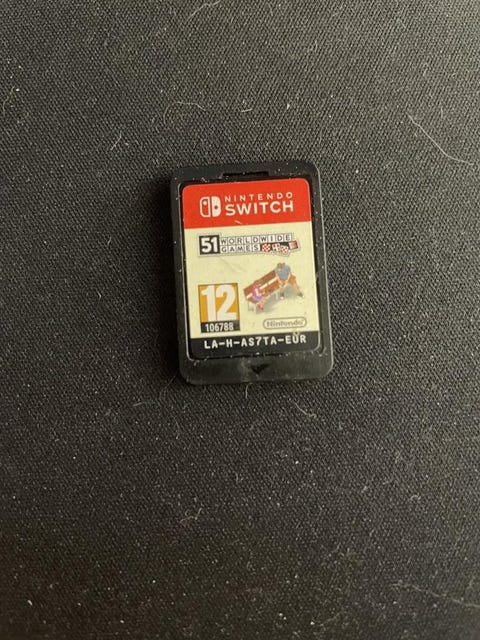 NINTENDO
SWITCH
51 WORLDWIDE
GAMES
12
106788
Nintendo
LA-H-AS7TA-EUR